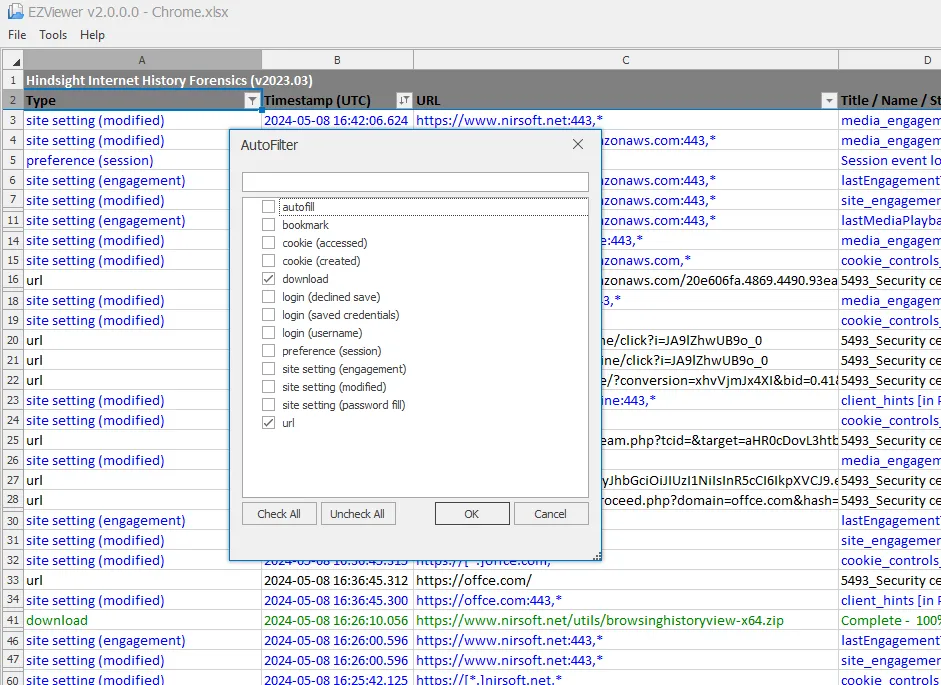 EZViewer v2.0.0.0 - Chrome.xlsx
File Tools Help
A B C D
1 Hindsight Internet History Forensics (v2023.03)
2 Type Timestamp (UTC) URL Title / Name / St
3 site setting (modified) 2024-05-08 16:42:06.624 https://www.nirsoft.net:443,* media_engagem
4 site setting (modified) zonaws.com:443,* media_engagem
5 preference (session) Session event lo
6 site setting (engagement) zonaws.com:443,* lastEngagement
7 site setting (modified) zonaws.com:443,* site_engagemen
11 site setting (engagement) zonaws.com:443,* lastMediaPlayba
14 site setting (modified) e:443,* media_engagem
15 site setting (modified) zonaws.com,* cookie_controls_
16 url zonaws.com/20e606fa.4869.4490.93ea 5493_Security ce
18 site setting (modified) 3,* media_engagem
19 site setting (modified) cookie_controls_
20 url ne/click?i=JA9lZhwUB9o_0 5493_Security ce
21 url ine/click?i=JA9lZhwUB9o_0 5493_Security ce
22 url e/?conversion=xhvVjmJx4XI&bid=0.418 5493_Security ce
23 site setting (modified) ine:443,* client_hints [in P
24 site setting (modified) cookie_controls_
25 url eam.php?tcid=&target=aHR0cDovL3htb 5493_Security ce
26 site setting (modified) media_engagem
27 url yJhbGciOiJIUzI1NiIsInR5cCI6IkpXVCJ9.e 5493_Security ce
28 url roceed.php?domain=offce.com&hash= 5493_Security ce
30 site setting (engagement) lastEngagement
31 site setting (modified) site_engagemen
32 site setting (modified) 2024-05-08 16:36:45.313 https://[*.]offce.com,* cookie_controls_
33 url 2024-05-08 16:36:45.312 https://offce.com/ 5493_Security ce
34 site setting (modified) 2024-05-08 16:36:45.300 https://offce.com:443,* client_hints [in P
41 download 2024-05-08 16:26:10.056 https://www.nirsoft.net/utils/browsinghistoryview-x64.zip Complete - 100%
46 site setting (engagement) 2024-05-08 16:26:00.596 https://www.nirsoft.net:443,* lastEngagement
47 site setting (modified) 2024-05-08 16:26:00.596 https://www.nirsoft.net:443,* site_engagemen
60 site setting (modified) 2024-05-08 16:25:42.125 https://[*.]nirsoft.net,* cookie_controls
AutoFilter
autofill
bookmark
cookie (accessed)
cookie (created)
download
login (declined save)
login (saved credentials)
login (username)
preference (session)
site setting (engagement)
site setting (modified)
site setting (password fill)
url
Check All Uncheck All OK Cancel